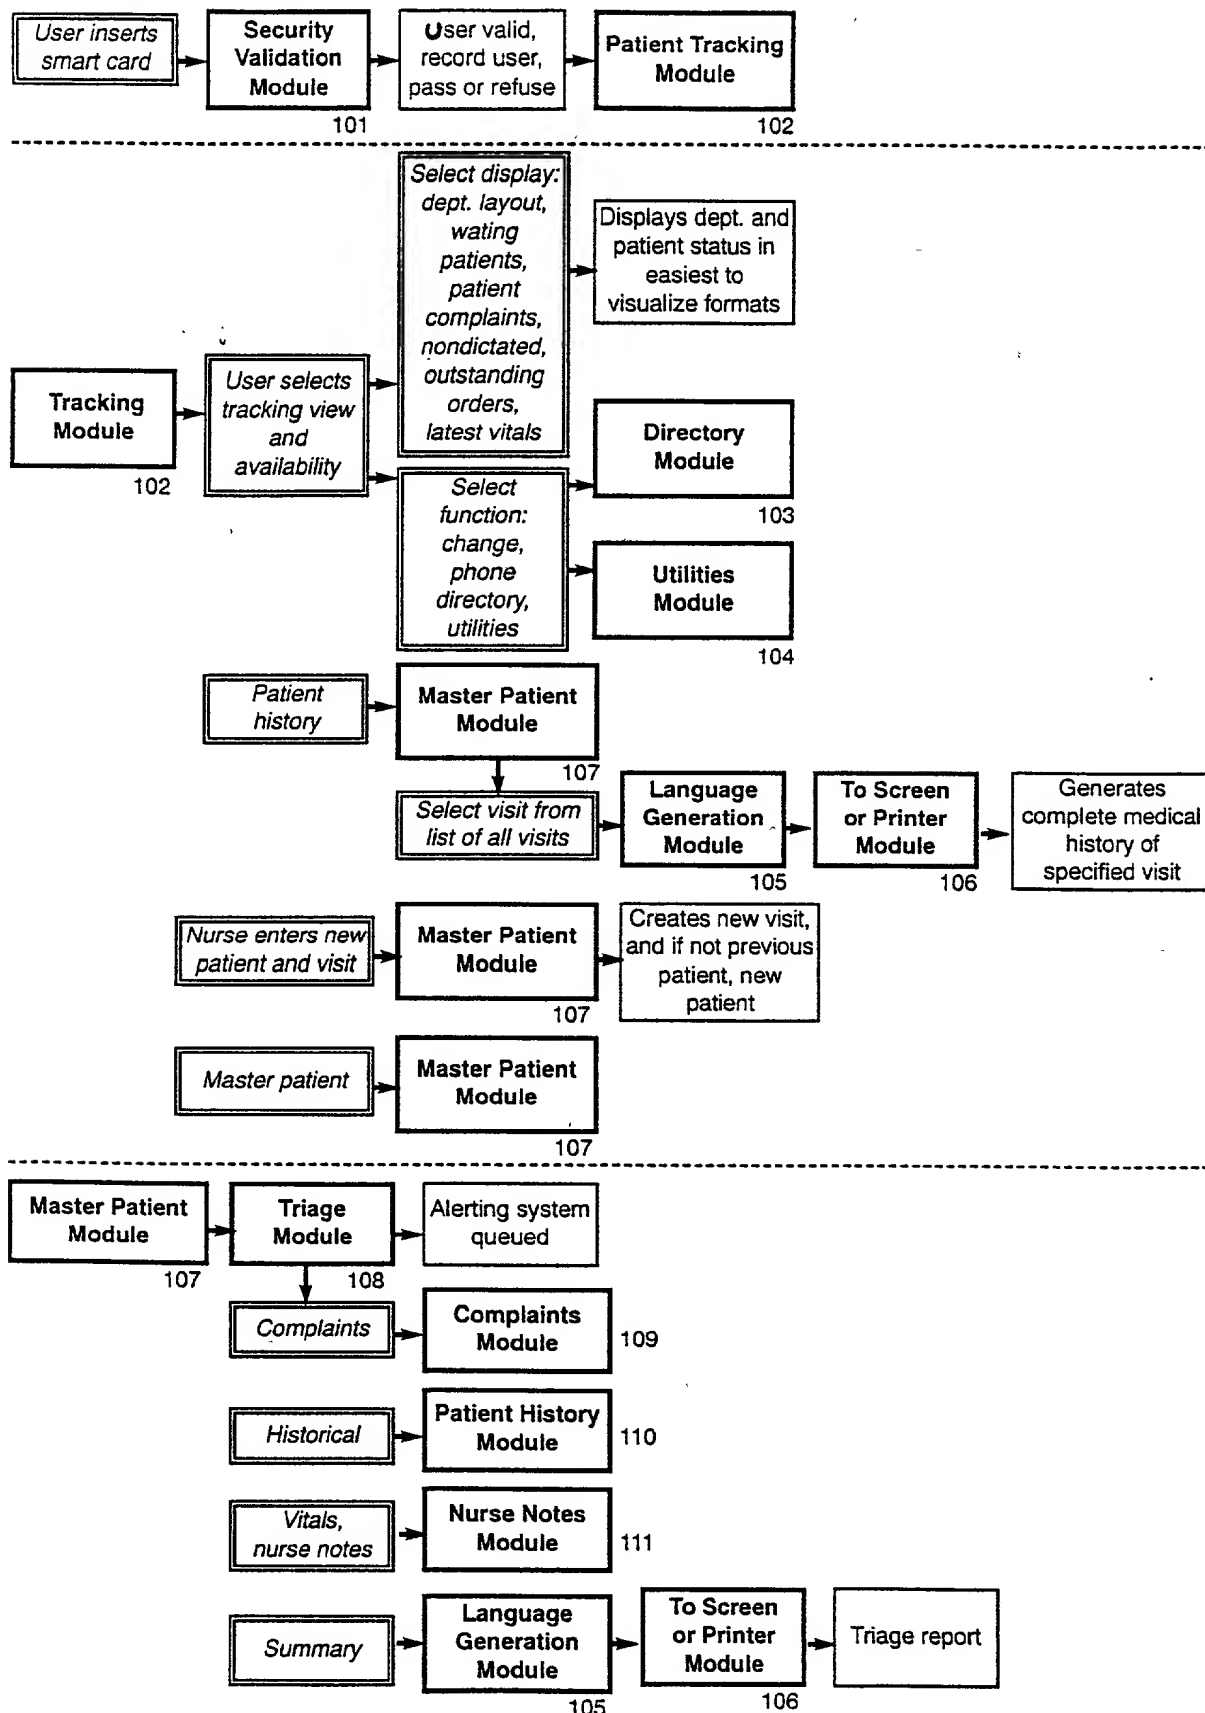 User inserts
smart card
Security
Validation
Module
101
User valid,
record user,
pass or refuse
Patient Tracking
Module
102
Select display:
dept. layout,
wating
patients,
patient
complaints,
nondictated,
outstanding
orders,
latest vitals
Displays dept. and
patient status in
easiest to
visualize formats
Tracking
Module
102
User selects
tracking view
and
availability
Directory
Module
103
Select
function:
change,
phone
directory,
utilities
Utilities
Module
104
Patient
history
Master Patient
Module
107
Select visit from
list of all visits
Language
Generation
Module
105
To Screen
or Printer
Module
106
Generates
complete medical
history of
specified visit
Nurse enters new
patient and visit
Master Patient
Module
107
Creates new visit,
and if not previous
patient, new
patient
Master patient
Master Patient
Module
107
Master Patient
Module
107
Triage
Module
108
Alerting system
queued
Complaints
Complaints
Module
109
Historical
Patient History
Module
110
Vitals,
nurse notes
Nurse Notes
Module
111
Summary
Language
Generation
Module
105
To Screen
or Printer
Module
106
Triage report